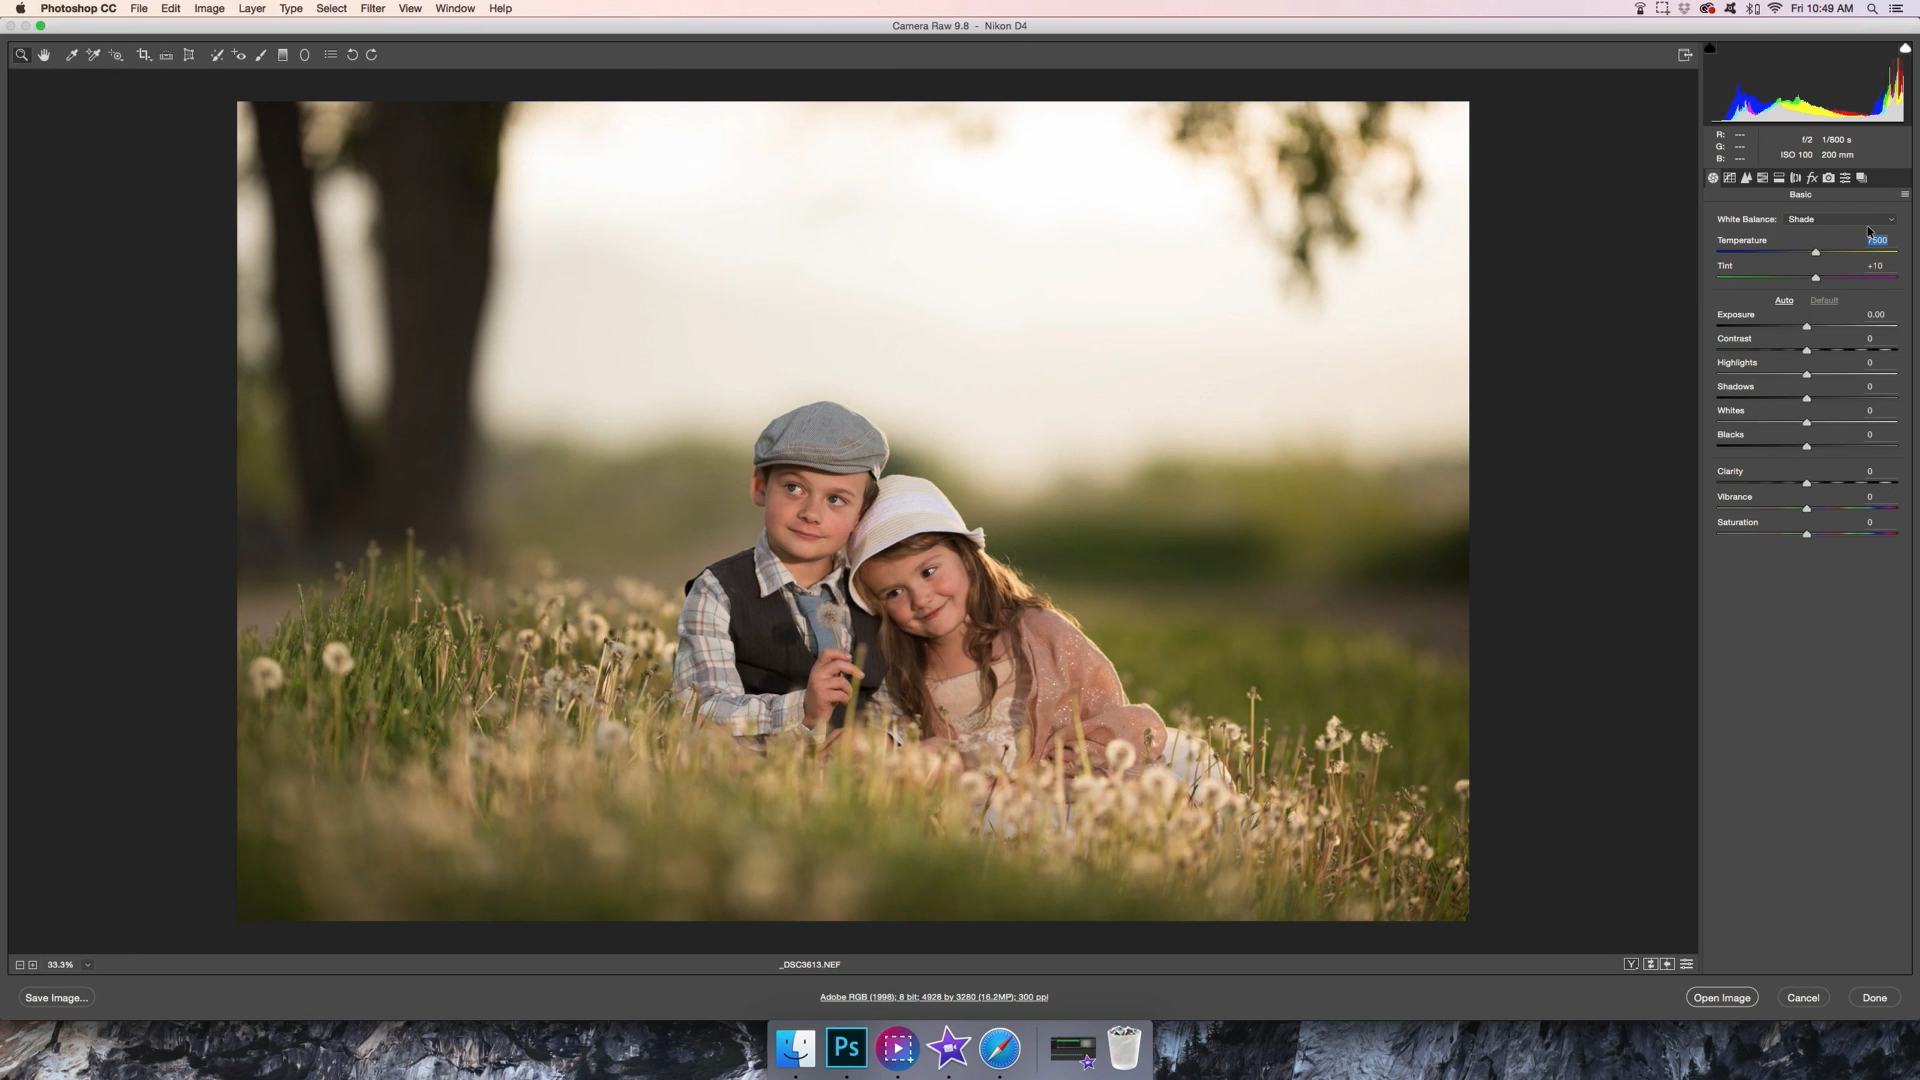 Photoshop CC File Edit Image Layer Type Select Filter View Window Help Fri 10:49 AM
Camera Raw 9.8 - Nikon D4
R: --- f/2 1/800 s
G: ---
B: --- ISO 100 200 mm
Basic
White Balance: Shade
Temperature 7500
Tint +10
Auto Default
Exposure 0.00
Contrast 0
Highlights 0
Shadows 0
Whites 0
Blacks 0
Clarity 0
Vibrance 0
Saturation 0
33.3% _DSC3613.NEF Y
Save Image... Adobe RGB (1998); 8 bit; 4928 by 3280 (16.2MP); 300 ppi Open Image Cancel Done
Ps